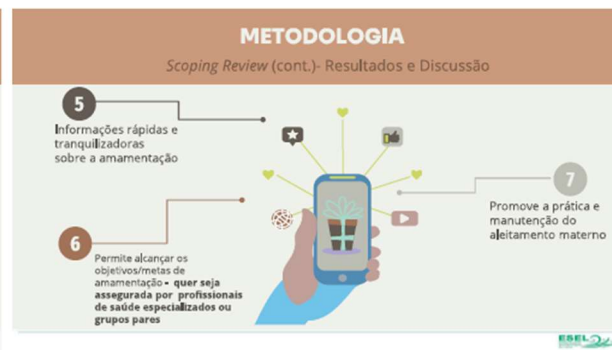 METODOLOGIA
Scoping Review (cont.)- Resultados e Discussão
5
Informações rápidas e
tranquilizadoras
sobre a amamentação
6
Permite alcançar os
objetivos/metas de
amamentação - quer seja
assegurada por profissionais
de saúde especializados ou
grupos pares
7
Promove a prática e
manutenção do
aleitamento materno
ESEL